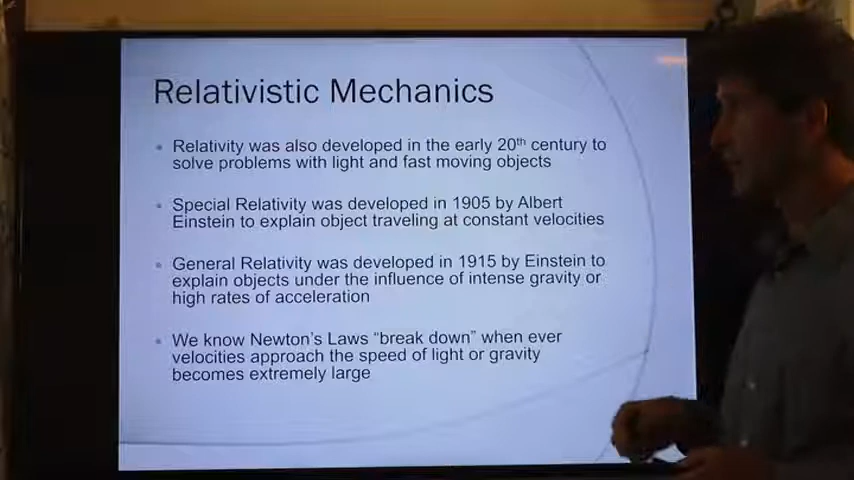 Relativistic Mechanics
• Relativity was also developed in the early 20th century to
solve problems with light and fast moving objects
• Special Relativity was developed in 1905 by Albert
Einstein to explain object traveling at constant velocities
• General Relativity was developed in 1915 by Einstein to
explain objects under the influence of intense gravity or
high rates of acceleration
• We know Newton's Laws “break down” when ever
velocities approach the speed of light or gravity
becomes extremely large